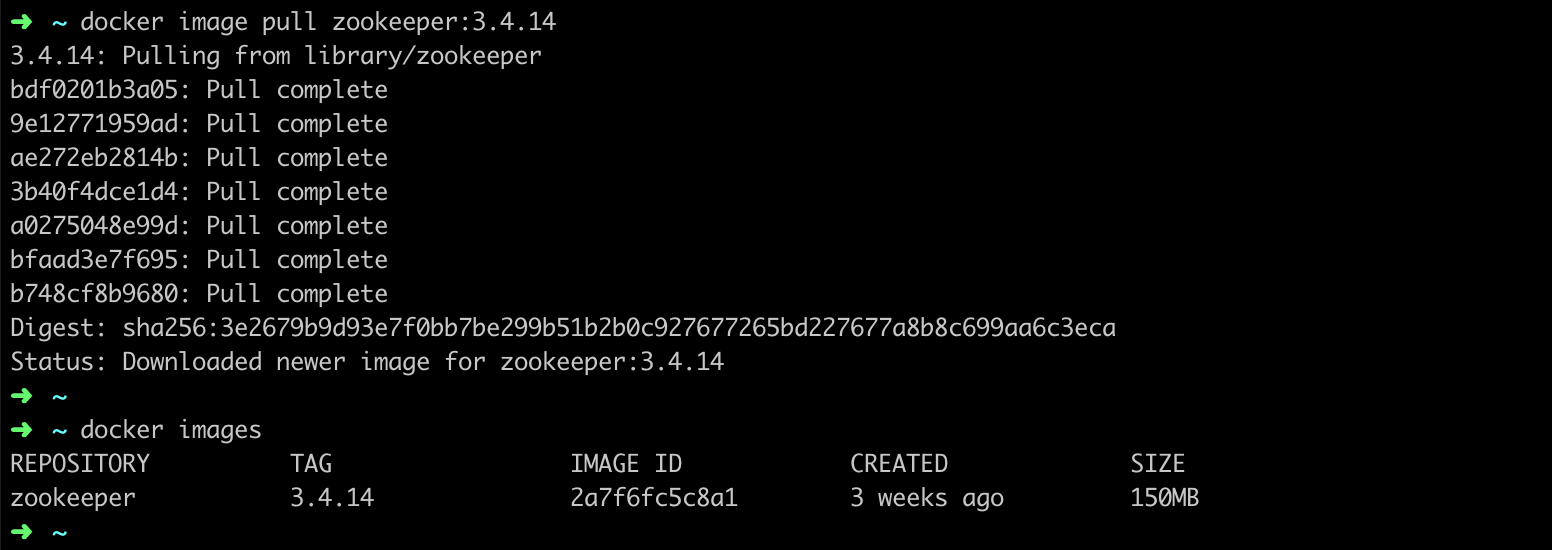 ➜ ~ docker image pull zookeeper:3.4.14
3.4.14: Pulling from library/zookeeper
bdf0201b3a05: Pull complete
9e12771959ad: Pull complete
ae272eb2814b: Pull complete
3b40f4dce1d4: Pull complete
a0275048e99d: Pull complete
bfaad3e7f695: Pull complete
b748cf8b9680: Pull complete
Digest: sha256:3e2679b9d93e7f0bb7be299b51b2b0c927677265bd227677a8b8c699aa6c3eca
Status: Downloaded newer image for zookeeper:3.4.14
➜ ~
➜ ~ docker images
REPOSITORY TAG IMAGE ID CREATED SIZE
zookeeper 3.4.14 2a7f6fc5c8a1 3 weeks ago 150MB
➜ ~